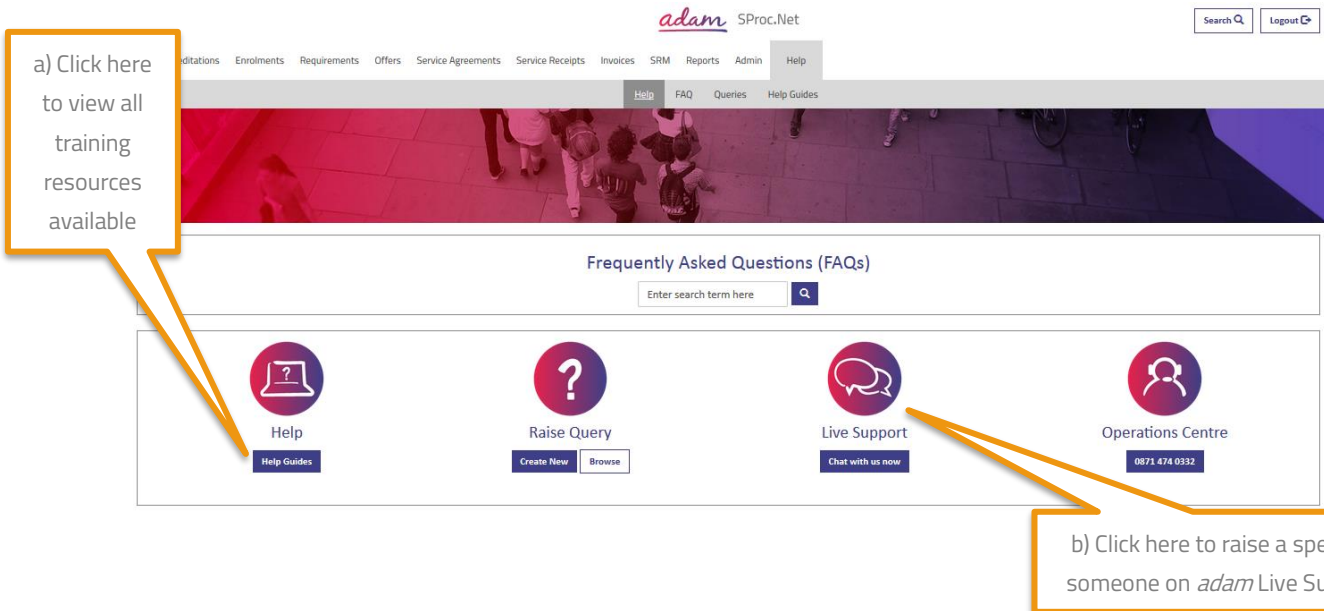 adam SProc.Net
Search
Logout
Enrolments Requirements Offers Service Agreements Service Receipts Invoices SRM Reports Admin Help
Help FAQ Queries Help Guides
a) Click here
to view all
training
resources
available
Frequently Asked Questions (FAQs)
Enter search term here
Help
Help Guides
Raise Query
Create New Browse
Live Support
Chat with us now
Operations Centre
0871 474 0332
b) Click here to raise a
someone on adam Live